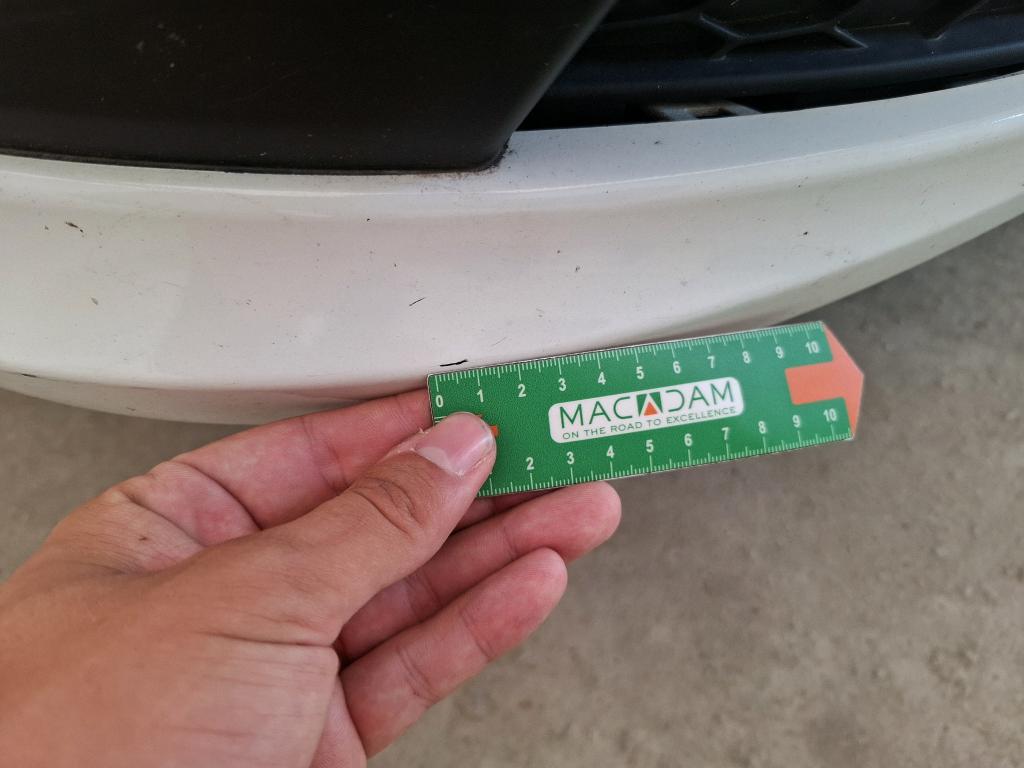 0 1 2 3 4 5 6 7 8 9 10
MACADAM
ON THE ROAD TO EXCELLENCE
2 3 4 5 6 7 8 9 10